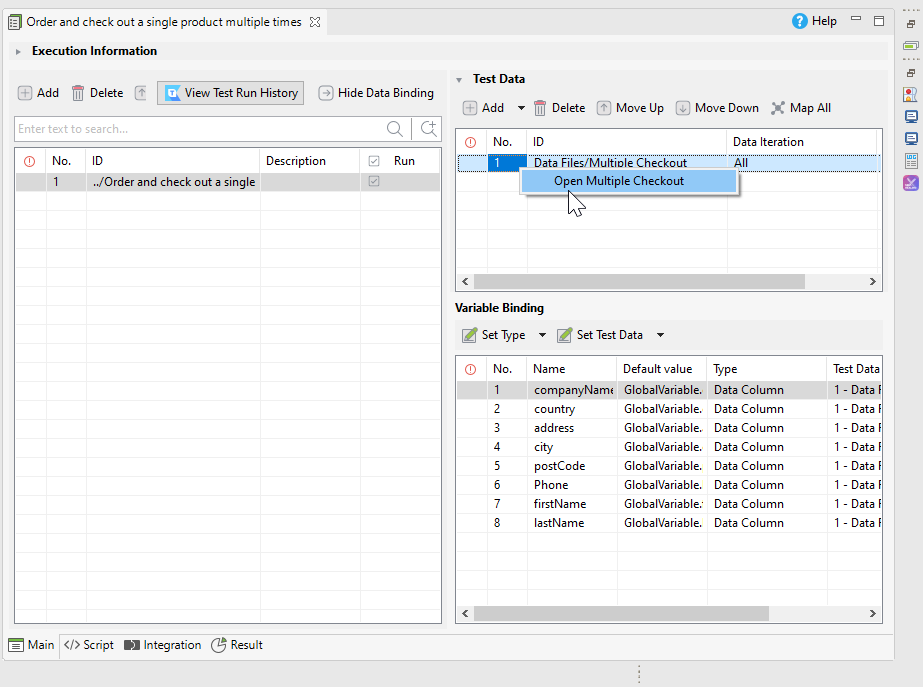 Order and check out a single product multiple times
Help
Execution Information
Add Delete View Test Run History Hide Data Binding
Enter text to search...
No. ID Description Run
1 ../Order and check out a single
Test Data
Add Delete Move Up Move Down Map All
No. ID Data Iteration
1 Data Files/Multiple Checkout All
Open Multiple Checkout
Variable Binding
Set Type Set Test Data
No. Name Default value Type Test Data
1 companyName GlobalVariable. Data Column 1 - Data F
2 country GlobalVariable. Data Column 1 - Data F
3 address GlobalVariable. Data Column 1 - Data F
4 city GlobalVariable. Data Column 1 - Data F
5 postCode GlobalVariable. Data Column 1 - Data F
6 Phone GlobalVariable. Data Column 1 - Data F
7 firstName GlobalVariable. Data Column 1 - Data F
8 lastName GlobalVariable. Data Column 1 - Data F
Main </> Script Integration Result